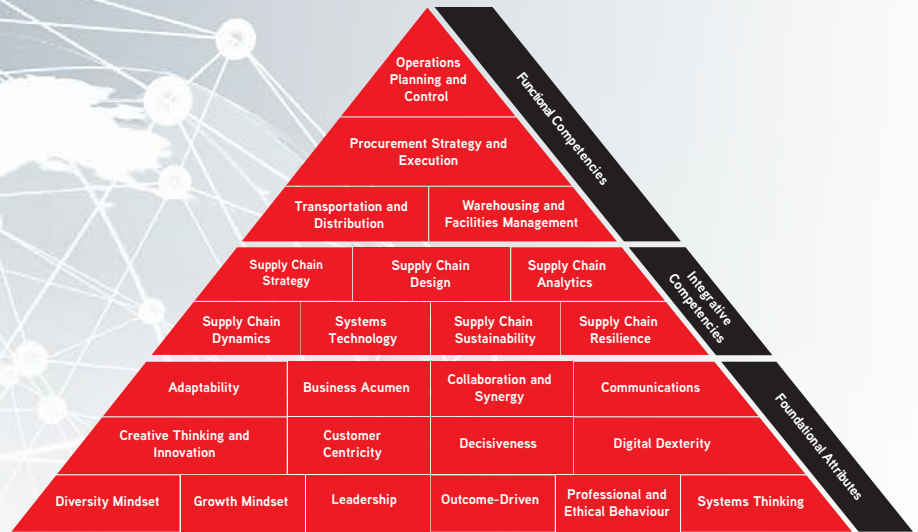 Operations
Planning and
Control
Functional Competencies
Procurement Strategy and
Execution
Transportation and
Distribution
Warehousing and
Facilities Management
Supply Chain
Strategy
Supply Chain
Design
Supply Chain
Analytics
Integrative
Competencies
Supply Chain
Dynamics
Systems
Technology
Supply Chain
Sustainability
Supply Chain
Resilience
Adaptability
Business Acumen
Collaboration and
Synergy
Communications
Foundational Attributes
Creative Thinking and
Innovation
Customer
Centricity
Decisiveness
Digital Dexterity
Diversity Mindset
Growth Mindset
Leadership
Outcome-Driven
Professional and
Ethical Behaviour
Systems Thinking